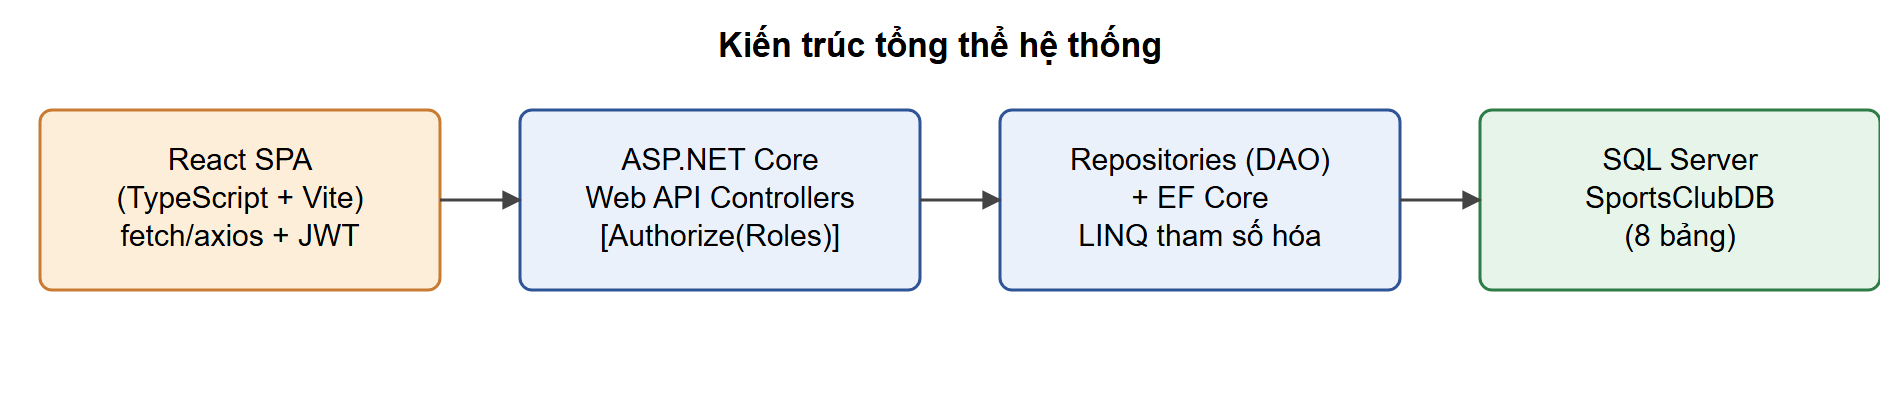 Kiến trúc tổng thể hệ thống
React SPA
(TypeScript + Vite)
fetch/axios + JWT
ASP.NET Core
Web API Controllers
[Authorize(Roles)]
Repositories (DAO)
+ EF Core
LINQ tham số hóa
SQL Server
SportsClubDB
(8 bảng)